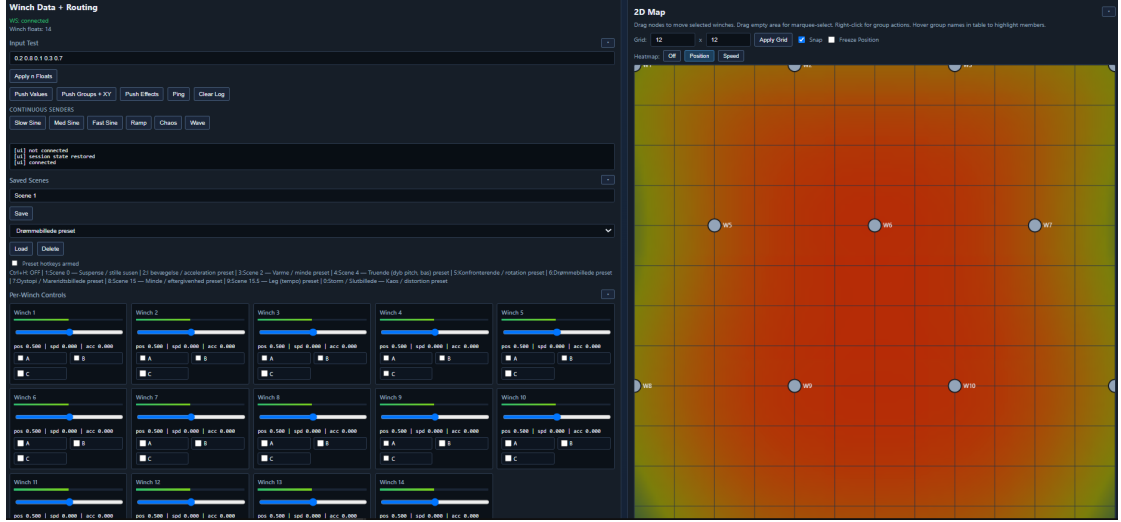 Winch Data + Routing
WS: connected
Winch floats: 14
Input Test
0.2 0.8 0.1 0.3 0.7
Apply n Floats
Push Values Push Groups + XY Push Effects Ping Clear Log
CONTINUOUS SENDERS
Slow Sine Med Sine Fast Sine Ramp Chaos Wave
[ui] not connected
[ui] session state restored
[ui] connected
Saved Scenes
Scene 1
Save
Drømmebillede preset
Load Delete
Preset hotkeys armed
Ctrl+H: OFF | 1:Scene 0 — Suspense / stille susen | 2:I bevægelse / acceleration preset | 3:Scene 2 — Varme / minde preset | 4:Scene 4 — Truende (dyb pitch, bas) preset | 5:Konfronterende / rotation preset | 6:Drømmebillede preset
| 7:Dystopi / Mareridtsbillede preset | 8:Scene 15 — Minde / eftergivenhed preset | 9:Scene 15.5 — Leg (tempo) preset | 0:Storm / Slutbillede — Kaos / distortion preset
Per-Winch Controls
Winch 1 Winch 2 Winch 3 Winch 4 Winch 5
pos 0.500 | spd 0.000 | acc 0.000 pos 0.500 | spd 0.000 | acc 0.000 pos 0.500 | spd 0.000 | acc 0.000 pos 0.500 | spd 0.000 | acc 0.000 pos 0.500 | spd 0.000 | acc 0.000
A B A B A B A B A B
C C C C C
Winch 6 Winch 7 Winch 8 Winch 9 Winch 10
pos 0.500 | spd 0.000 | acc 0.000 pos 0.500 | spd 0.000 | acc 0.000 pos 0.500 | spd 0.000 | acc 0.000 pos 0.500 | spd 0.000 | acc 0.000 pos 0.500 | spd 0.000 | acc 0.000
A B A B A B A B A B
C C C C C
Winch 11 Winch 12 Winch 13 Winch 14
pos 0.500 | spd 0.000 | acc 0.000 pos 0.500 | spd 0.000 | acc 0.000 pos 0.500 | spd 0.000 | acc 0.000 pos 0.500 | spd 0.000 | acc 0.000
2D Map
Drag nodes to move selected winches. Drag empty area for marquee-select. Right-click for group actions. Hover group names in table to highlight members.
Grid: 12 x 12 Apply Grid Snap Freeze Position
Heatmap: Off Position Speed
W5 W6 W7
W8 W9 W10